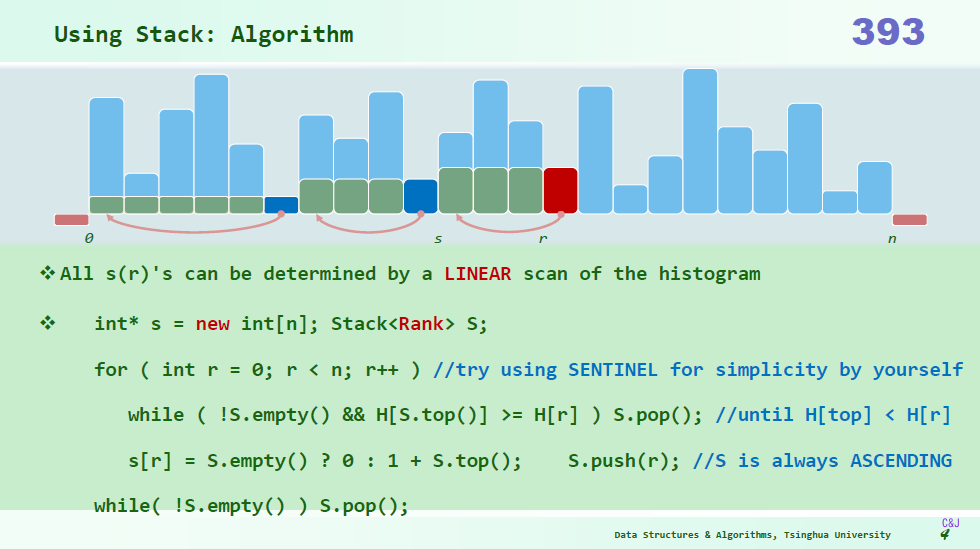 Using Stack: Algorithm
393
0
s
r
n
❖All s(r)'s can be determined by a LINEAR scan of the histogram
❖ int* s = new int[n]; Stack<Rank> S;
for ( int r = 0; r < n; r++ ) //try using SENTINEL for simplicity by yourself
while ( !S.empty() && H[S.top()] >= H[r] ) S.pop(); //until H[top] < H[r]
s[r] = S.empty() ? 0 : 1 + S.top(); S.push(r); //S is always ASCENDING
while( !S.empty() ) S.pop();
C&J
Data Structures & Algorithms, Tsinghua University